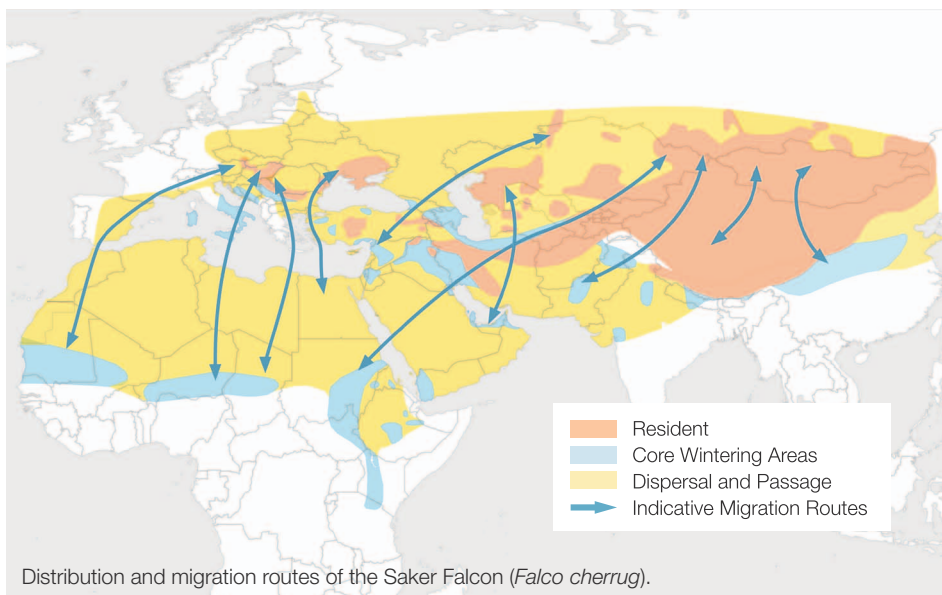 Resident
Core Wintering Areas
Dispersal and Passage
Indicative Migration Routes
Distribution and migration routes of the Saker Falcon (Falco cherrug).